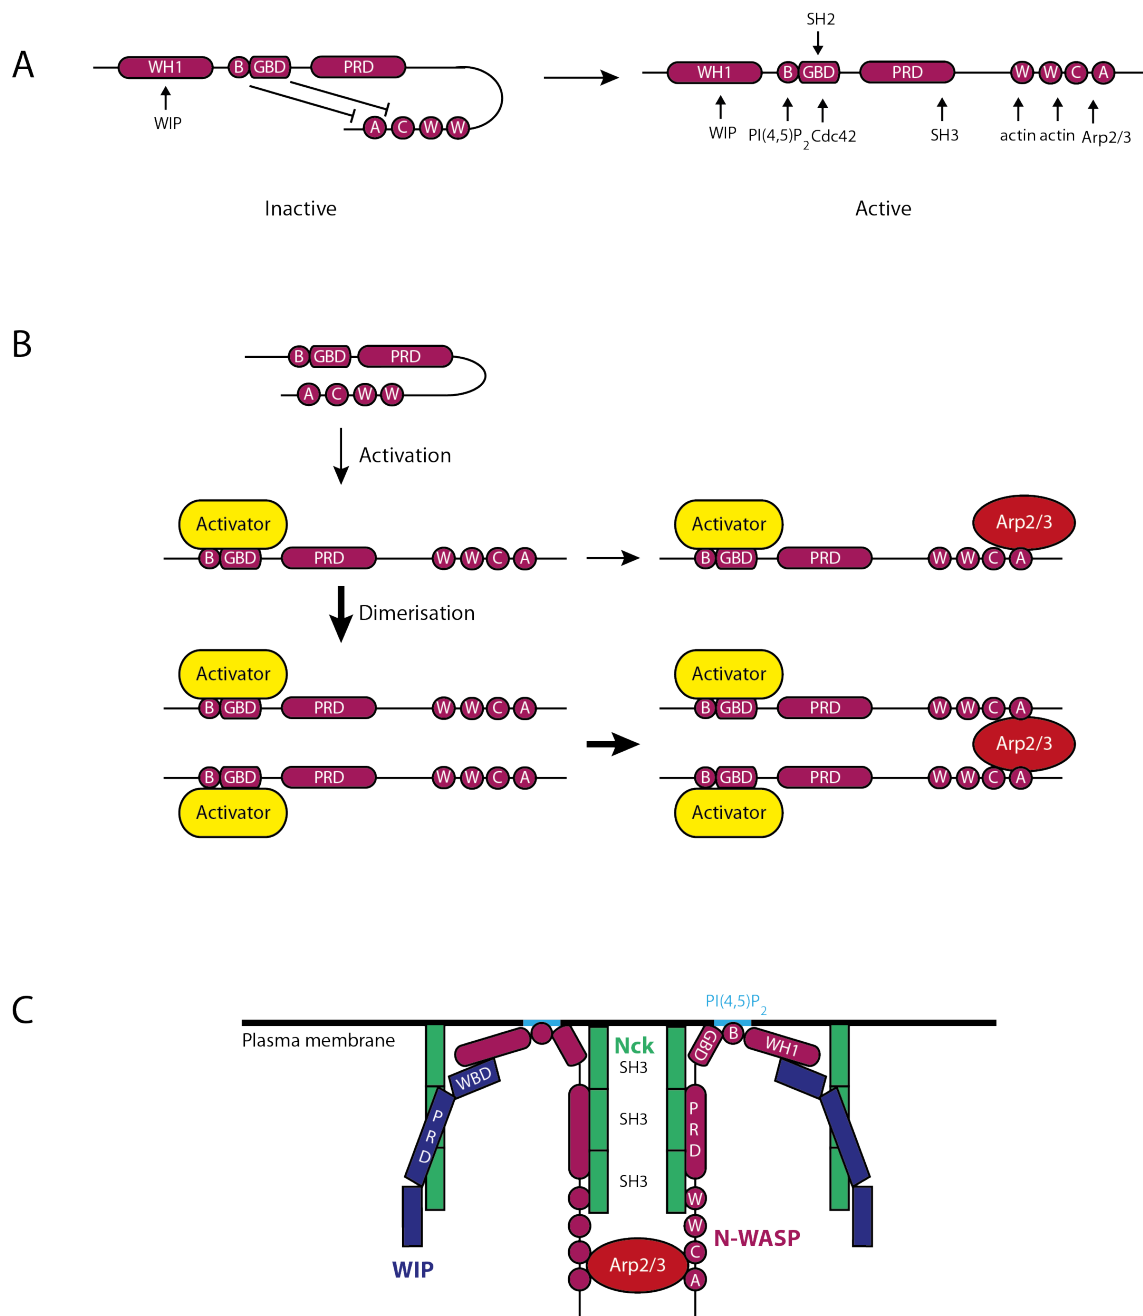 A
WH1 B GBD PRD
A C W W
WIP
Inactive
SH2
WH1 B GBD PRD W W C A
WIP PI(4,5)P2 Cdc42 SH3 actin actin Arp2/3
Active
B
B GBD PRD
A C W W
Activation
Activator
B GBD PRD W W C A
Activator Arp2/3
B GBD PRD W W C A
Dimerisation
Activator
B GBD PRD W W C A
B GBD PRD W W C A
Activator
Activator
B GBD PRD W W C A
Arp2/3
B GBD PRD W W C A
Activator
C
PI(4,5)P2
Plasma membrane
Nck
GBD B WH1
SH3
WBD
PRD
SH3
PRD
SH3
W
W
C
A
N-WASP
Arp2/3
WIP